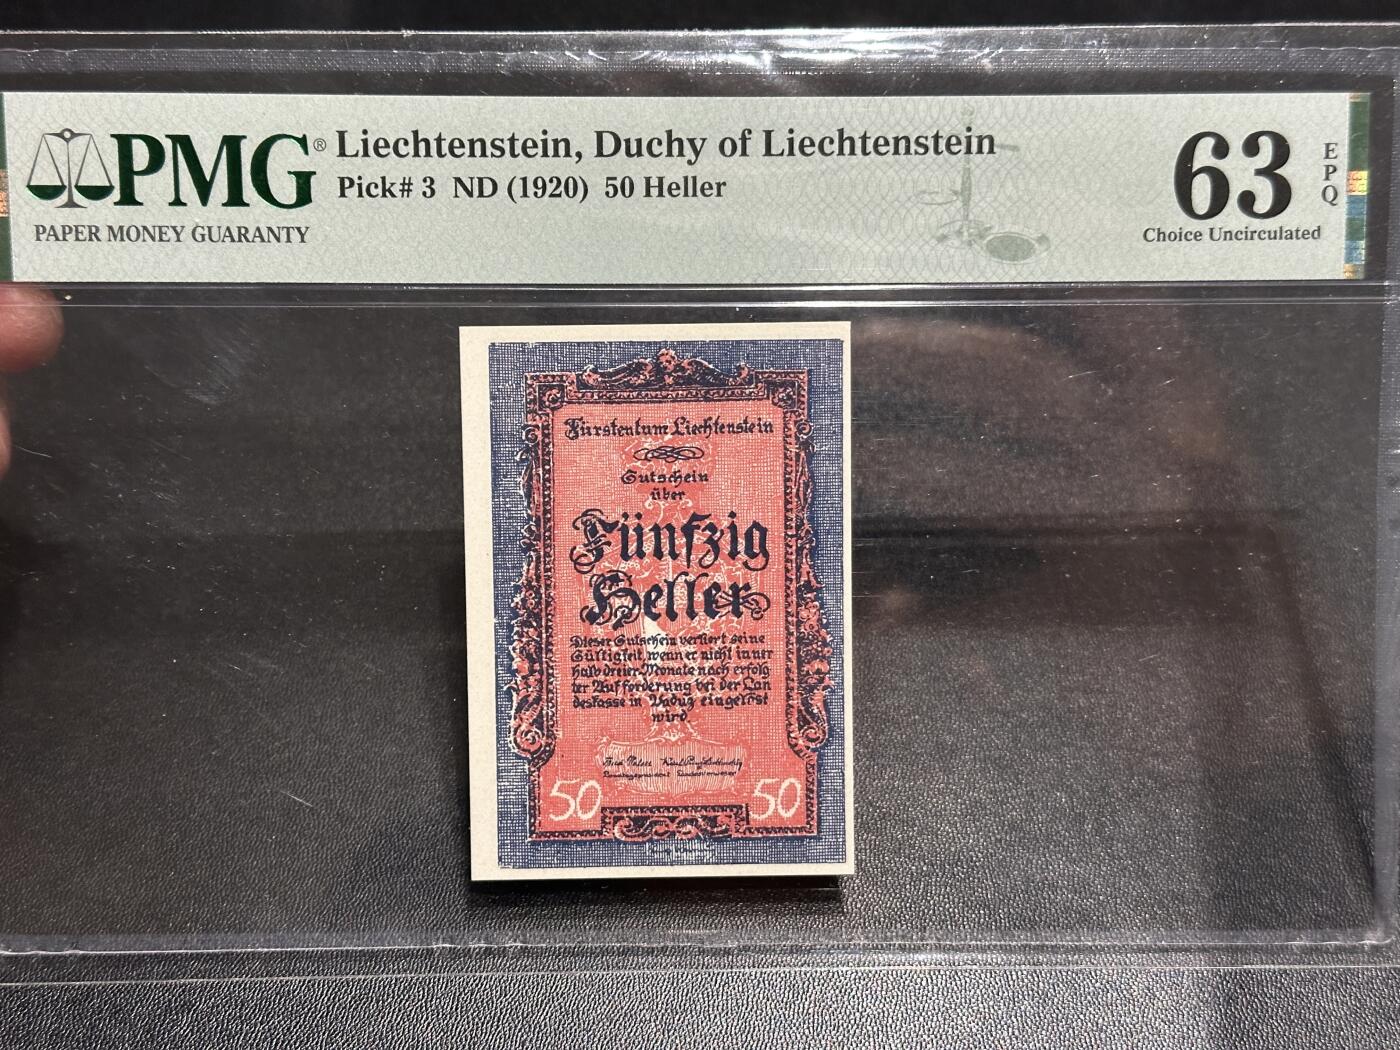 PMG®
PAPER MONEY GUARANTY
Liechtenstein, Duchy of Liechtenstein
Pick# 3 ND (1920) 50 Heller
63
EPQ
Choice Uncirculated
Fürstentum Liechtenstein
Gutschein
über
Fünfzig
Heller
Dieser Gutschein verliert seine
Gültigkeit, wenn er nicht inner
halb dreier Monate nach erfolg
ter Aufforderung bei der Lan
deskasse in Vaduz eingelöst
wird.
50 50